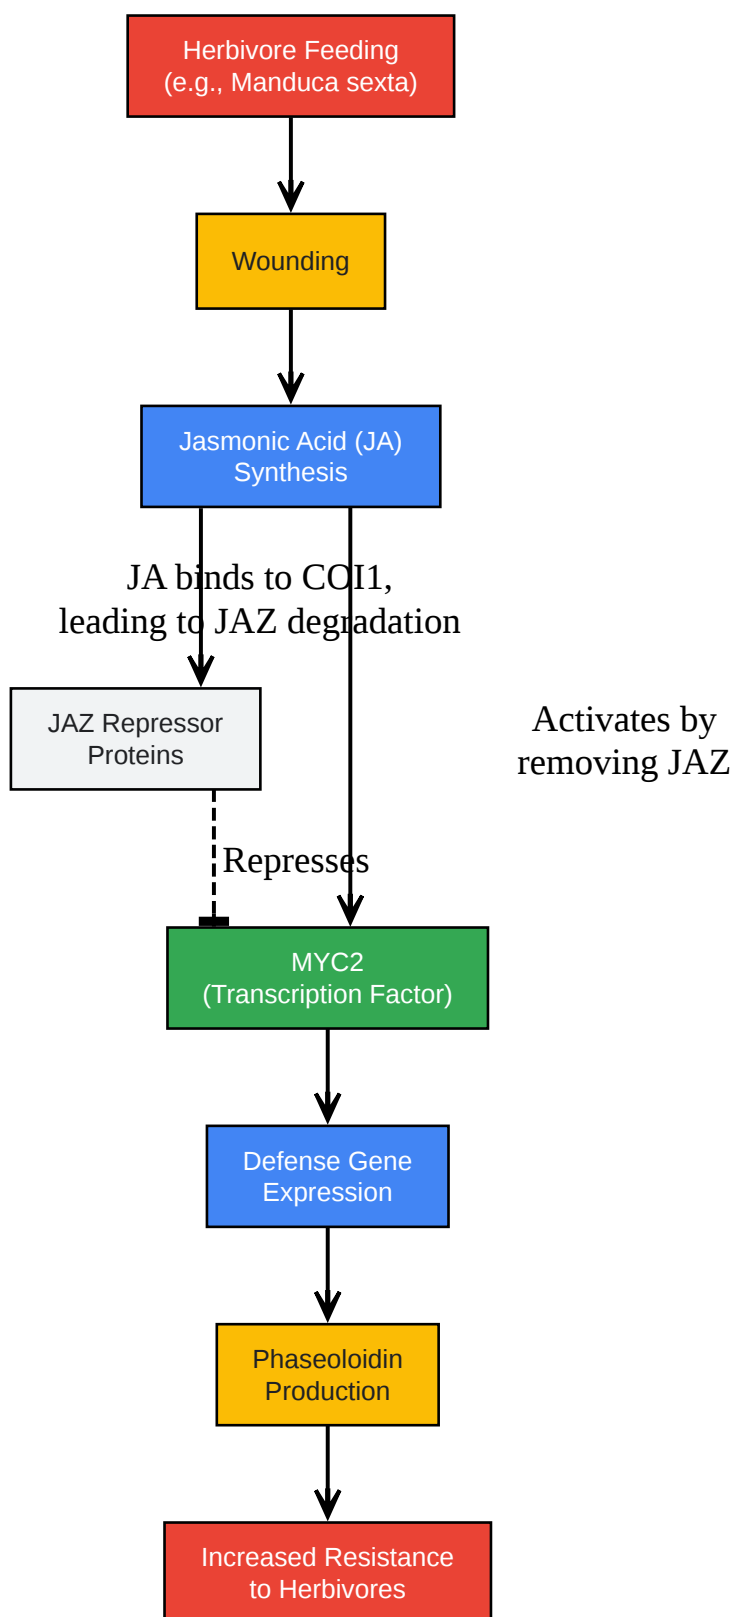 Herbivore Feeding
(e.g., Manduca sexta)
Wounding
Jasmonic Acid (JA)
Synthesis
JA binds to COI1,
leading to JAZ degradation
JAZ Repressor
Proteins
Activates by
removing JAZ
Represses
MYC2
(Transcription Factor)
Defense Gene
Expression
Phaseoloidin
Production
Increased Resistance
to Herbivores